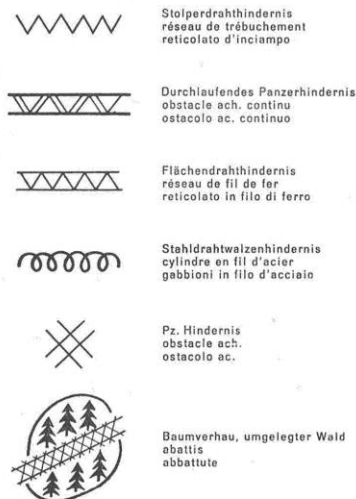 Stolperdrahthindernis
réseau de trébuchement
reticolato d'inciampo
Durchlaufendes Panzerhindernis
obstacle ach. continu
ostacolo ac. continuo
Flächendrahthindernis
réseau de fil de fer
reticolato in filo di ferro
Stahldrahtwalzenhindernis
cylindre en fil d'acier
gabbioni in filo d'acciaio
Pz. Hindernis
obstacle ach.
ostacolo ac.
Baumverhau, umgelegter Wald
abattis
abbattute